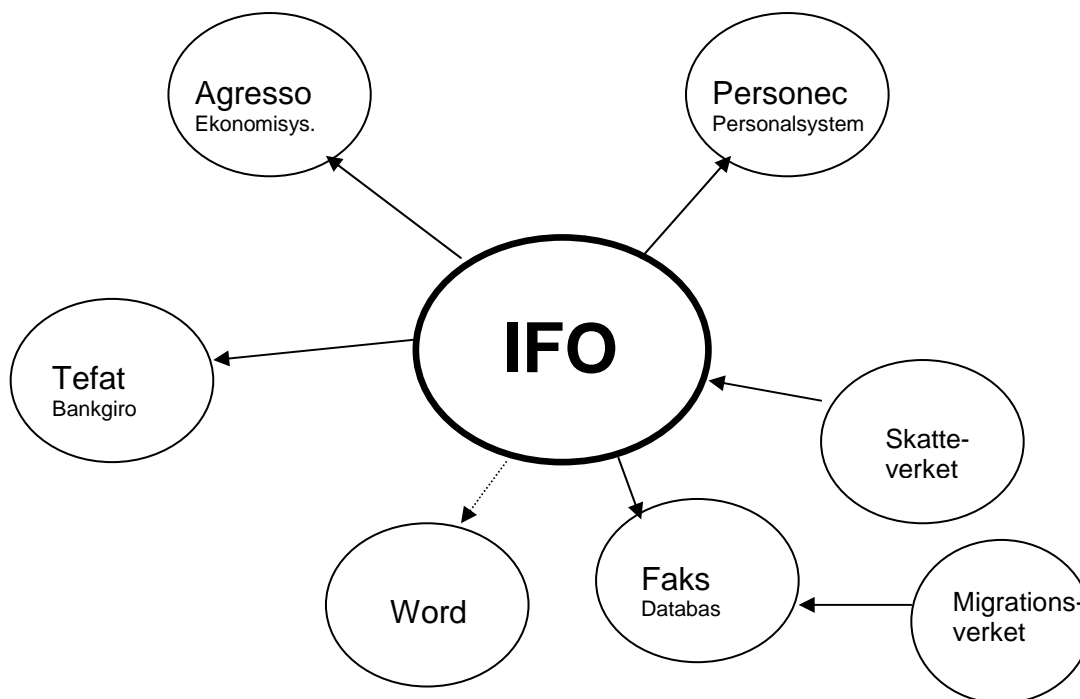 Agresso
Ekonomisys.
Personec
Personalsystem
IFO
Tefat
Bankgiro
Skatte-
verket
Word
Faks
Databas
Migrations-
verket